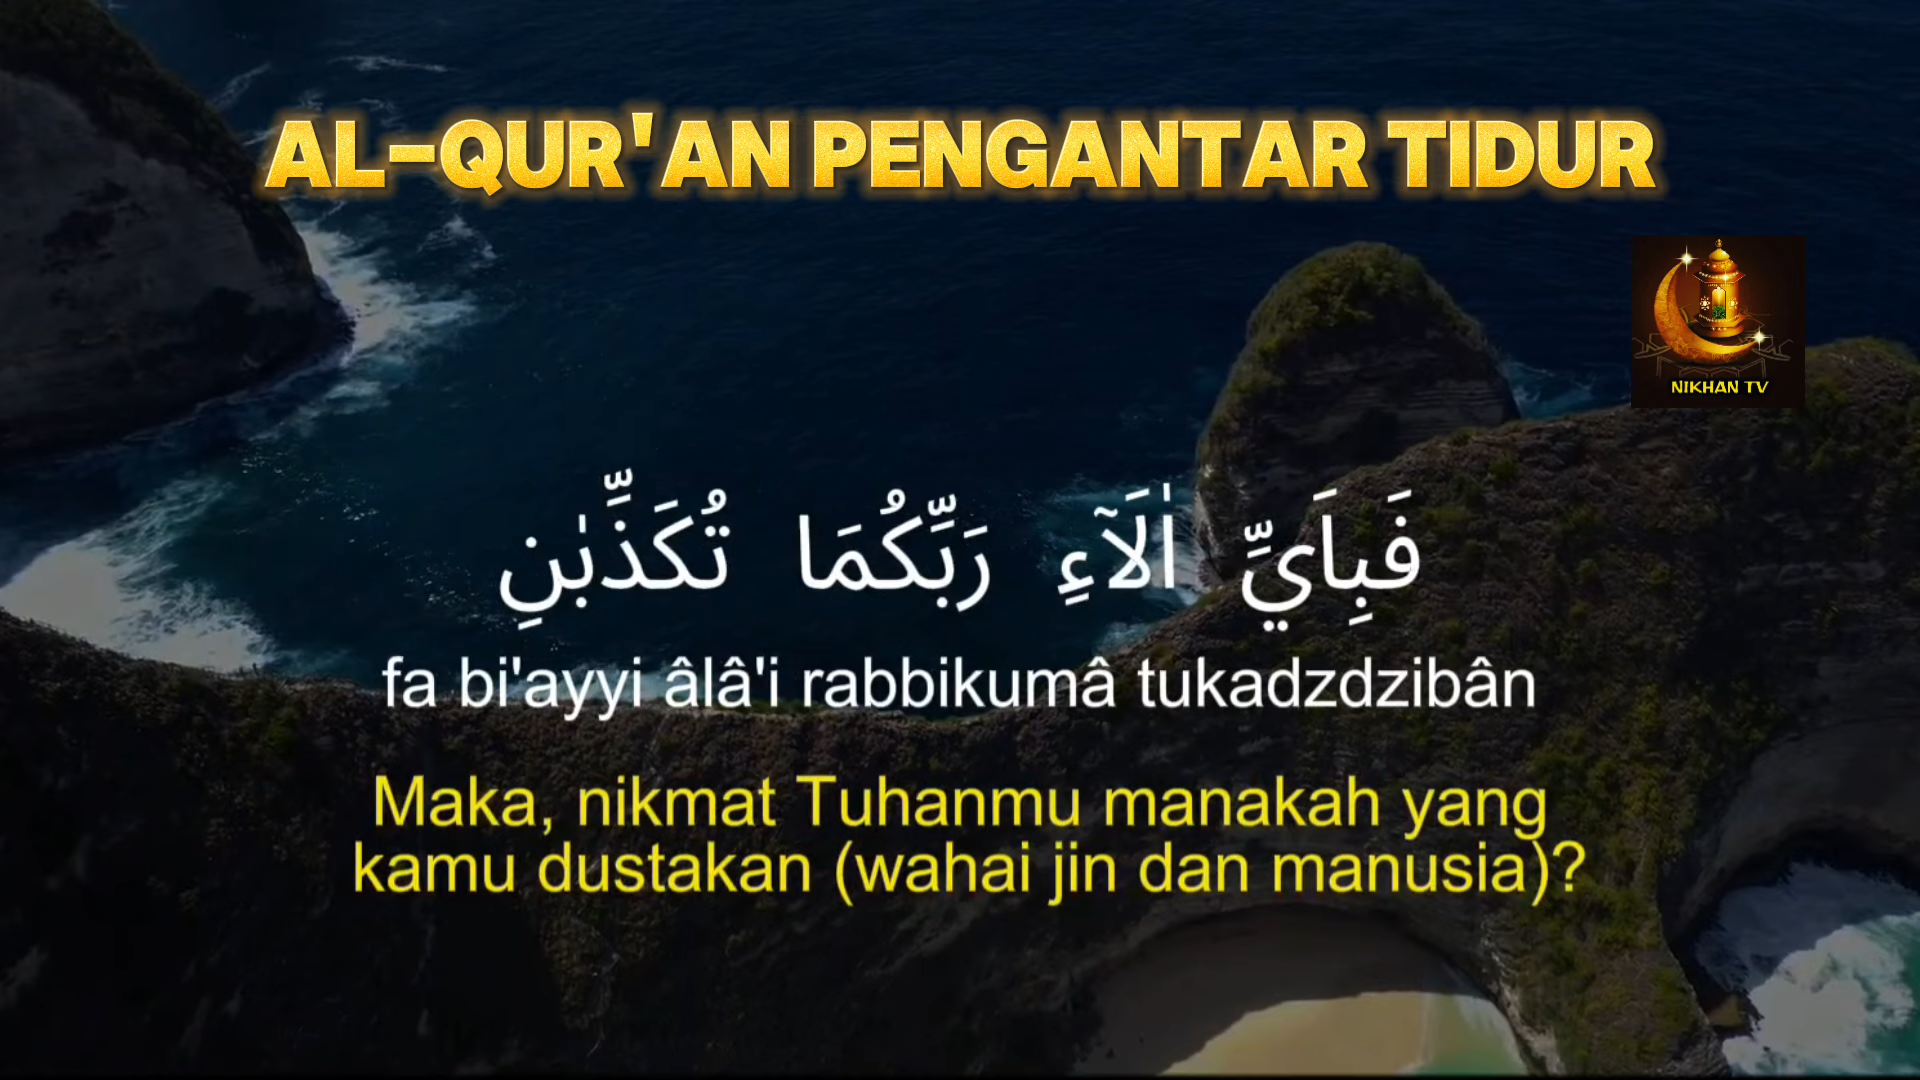 AL-QUR'AN PENGANTAR TIDUR
NIKHAN TV
فَبِاَيِّ اٰلَاۤءِ رَبِّكُمَا تُكَذِّبٰنِ
fa bi'ayyi âlâ'i rabbikumâ tukadzdzibân
Maka, nikmat Tuhanmu manakah yang
kamu dustakan (wahai jin dan manusia)?